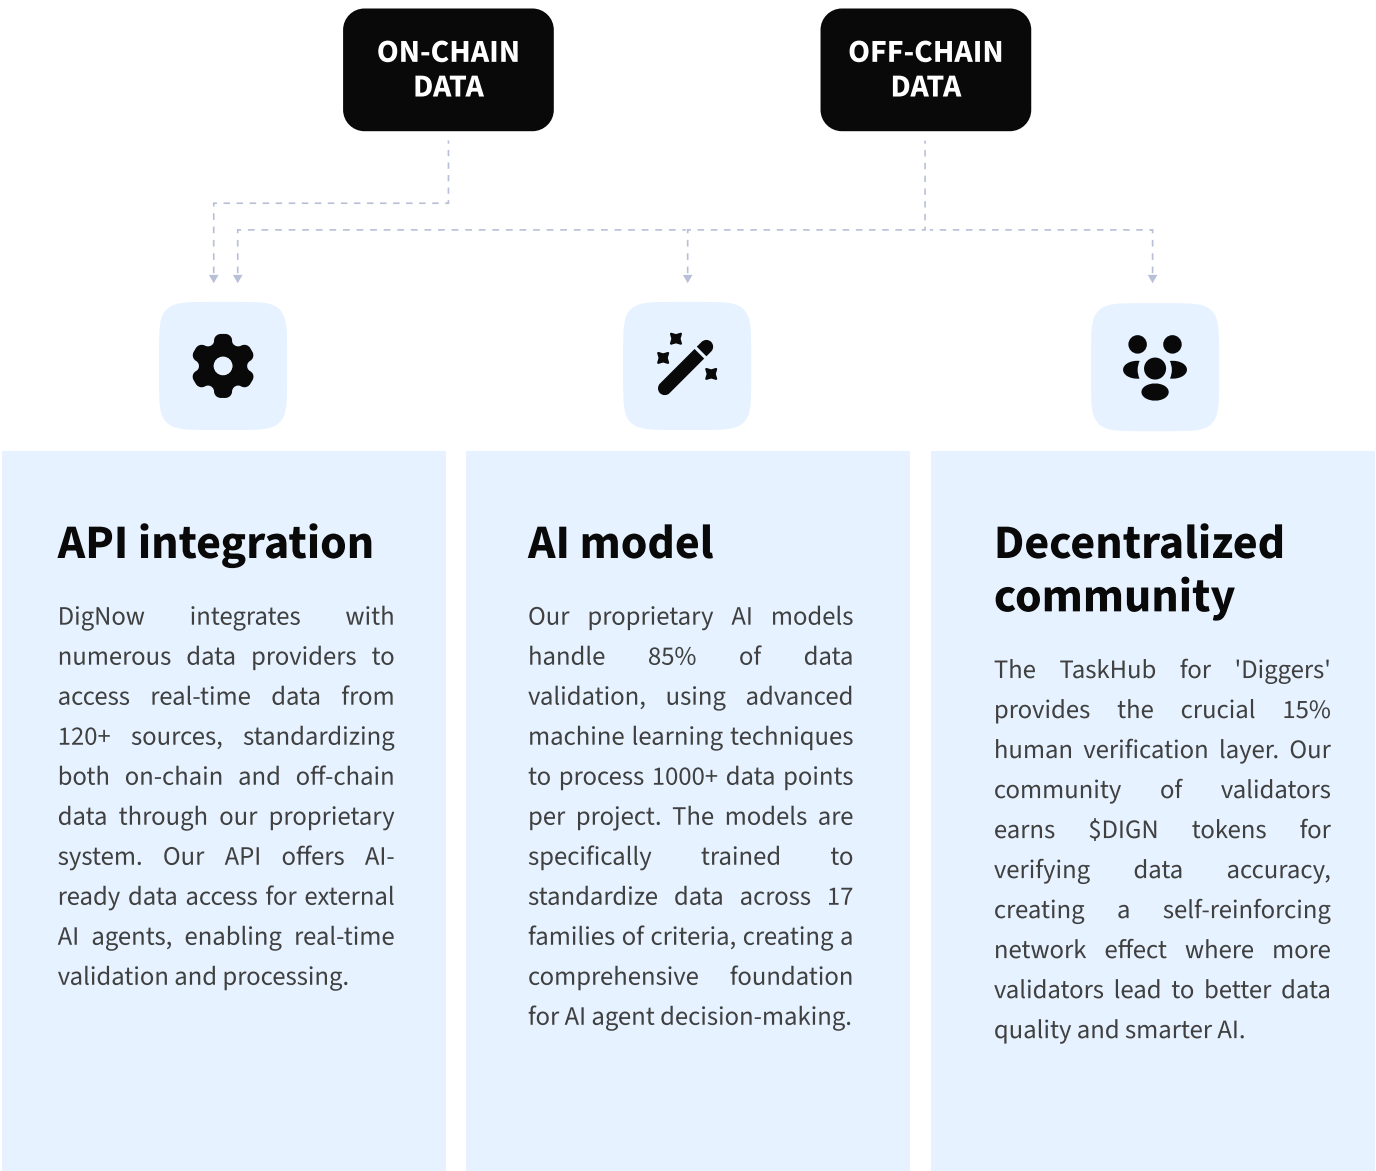 ON-CHAIN
DATA
OFF-CHAIN
DATA
API integration
DigNow integrates with
numerous data providers to
access real-time data from
120+ sources, standardizing
both on-chain and off-chain
data through our proprietary
system. Our API offers AI-
ready data access for external
AI agents, enabling real-time
validation and processing.
AI model
Our proprietary AI models
handle 85% of data
validation, using advanced
machine learning techniques
to process 1000+ data points
per project. The models are
specifically trained to
standardize data across 17
families of criteria, creating a
comprehensive foundation
for AI agent decision-making.
Decentralized
community
The TaskHub for 'Diggers'
provides the crucial 15%
human verification layer. Our
community of validators
earns $DIGN tokens for
verifying data accuracy,
creating a self-reinforcing
network effect where more
validators lead to better data
quality and smarter AI.